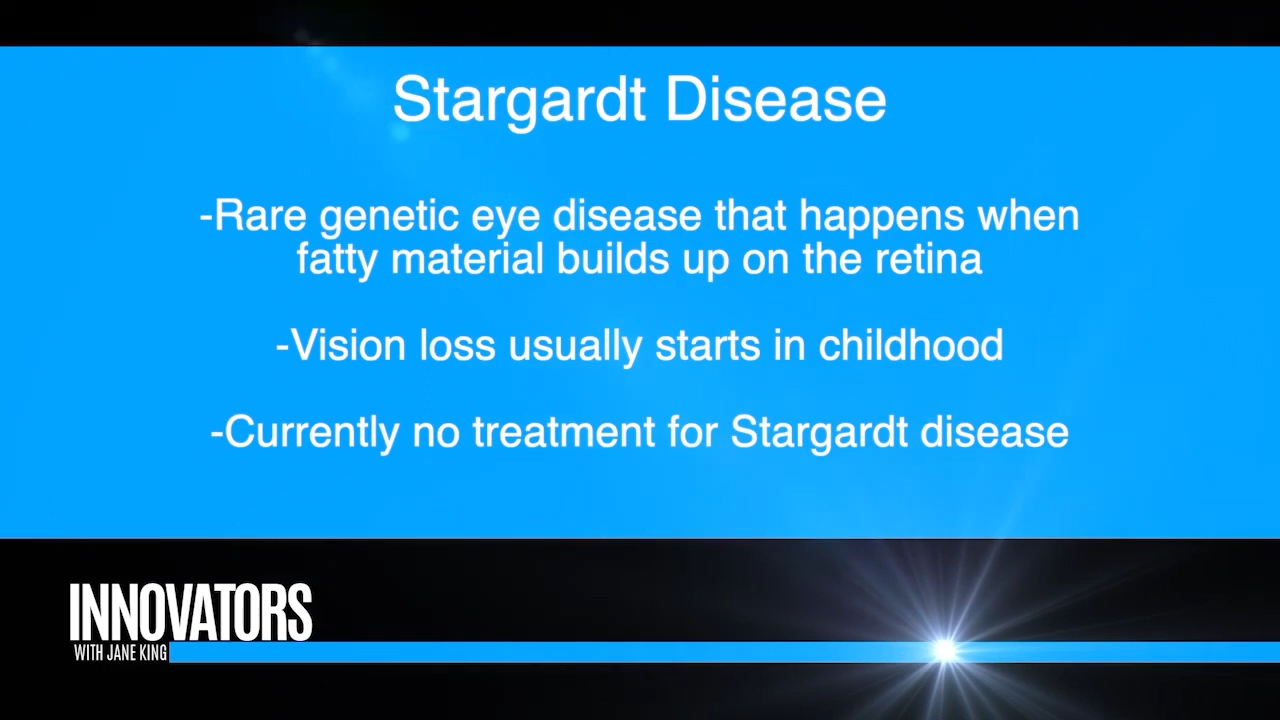 Stargardt Disease
-Rare genetic eye disease that happens when
fatty material builds up on the retina
-Vision loss usually starts in childhood
-Currently no treatment for Stargardt disease
INNOVATORS
WITH JANE KING